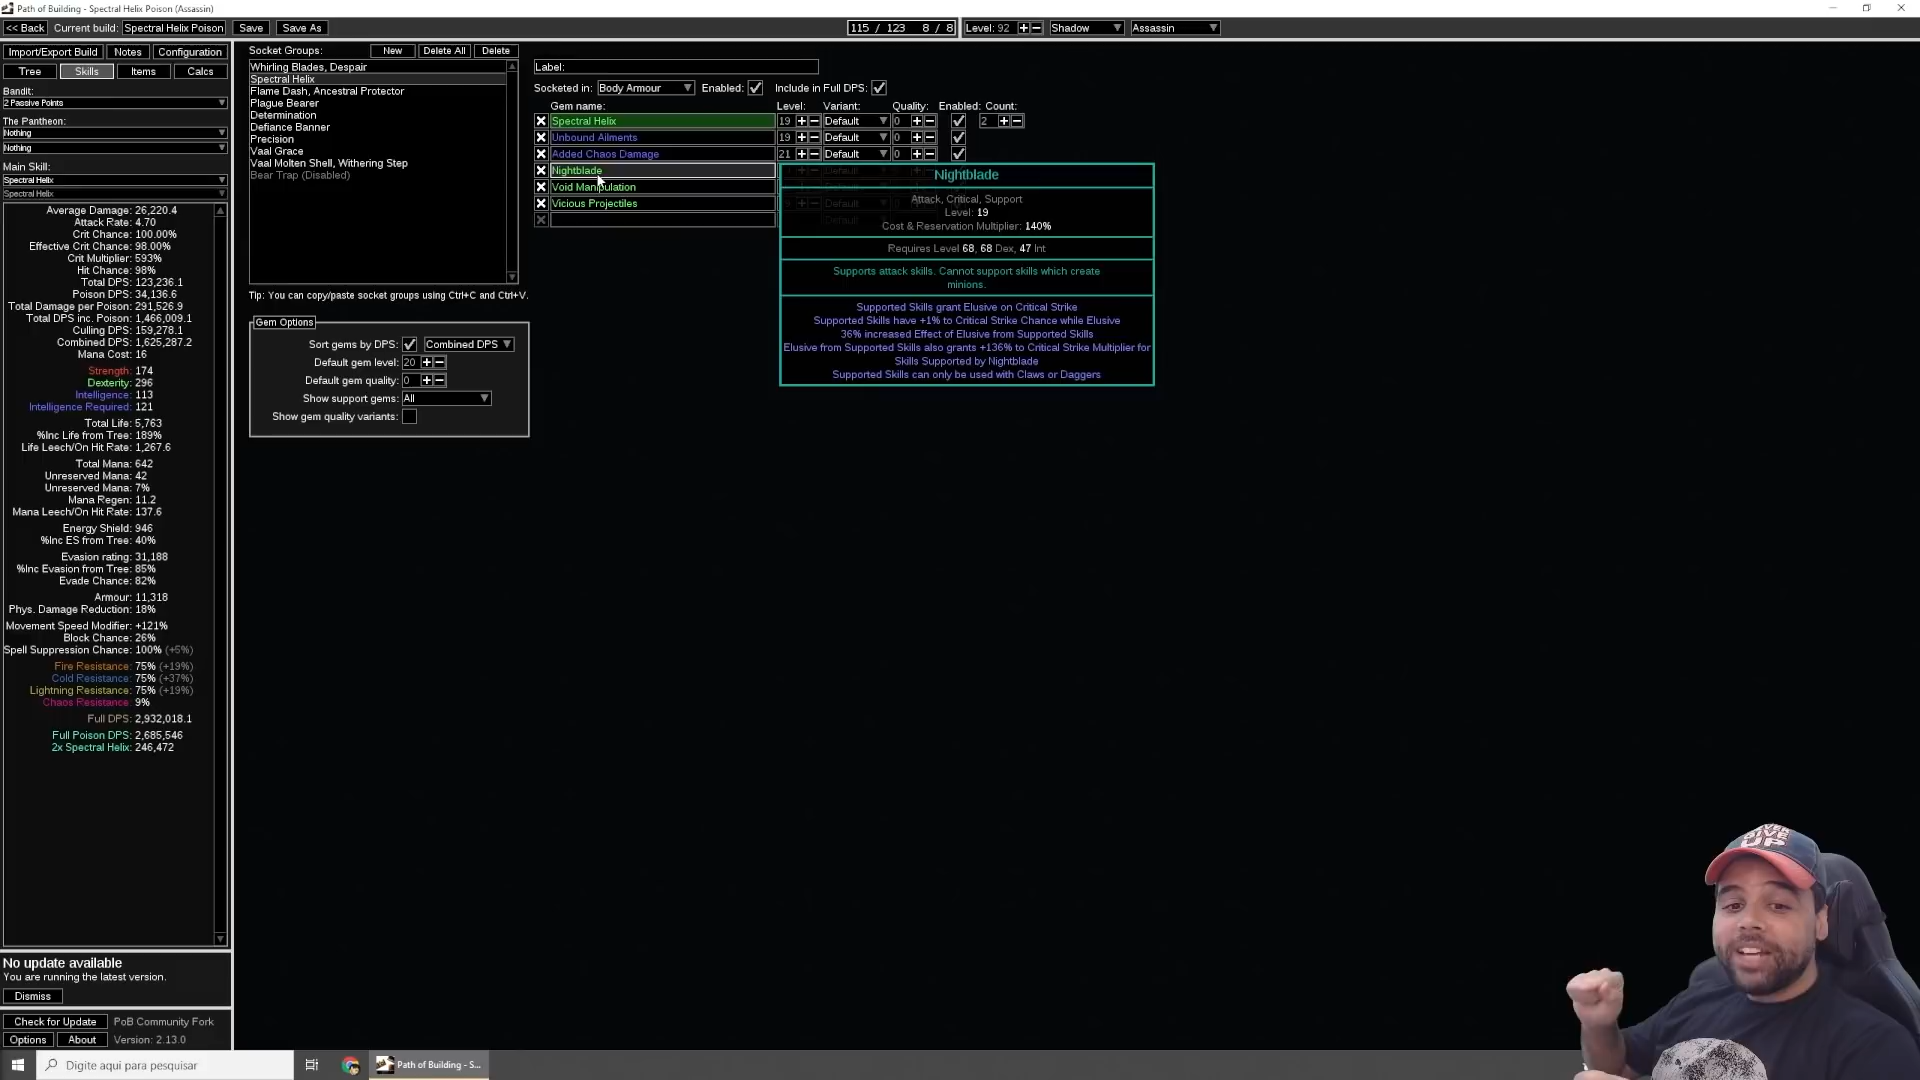 Path of Building - Spectral Helix Poison (Assassin)
<< Back
Current build: Spectral Helix Poison
Save
Save As
115 / 123 8 / 8
Level: 92
Shadow
Assassin
Import/Export Build
Notes
Configuration
Tree
Skills
Items
Calcs
Bandit:
2 Passive Points
The Pantheon:
Nothing
Nothing
Main Skill:
Spectral Helix
Spectral Helix
Average Damage: 26,220.4
Attack Rate: 4.70
Crit Chance: 100.00%
Effective Crit Chance: 98.00%
Crit Multiplier: 593%
Hit Chance: 98%
Total DPS: 123,236.1
Poison DPS: 34,136.6
Total Damage per Poison: 291,526.9
Total DPS inc. Poison: 1,466,009.1
Culling DPS: 159,278.1
Combined DPS: 1,625,287.2
Mana Cost: 16
Strength: 174
Dexterity: 296
Intelligence: 113
Intelligence Required: 121
Total Life: 5,763
%Inc Life from Tree: 189%
Life Leech/On Hit Rate: 1,267.6
Total Mana: 642
Unreserved Mana: 42
Unreserved Mana: 7%
Mana Regen: 11.2
Mana Leech/On Hit Rate: 137.6
Energy Shield: 946
%Inc ES from Tree: 40%
Evasion rating: 31,188
%Inc Evasion from Tree: 85%
Evade Chance: 82%
Armour: 11,318
Phys. Damage Reduction: 18%
Movement Speed Modifier: +121%
Block Chance: 26%
Spell Suppression Chance: 100% (+5%)
Fire Resistance: 75% (+19%)
Cold Resistance: 75% (+37%)
Lightning Resistance: 75% (+19%)
Chaos Resistance: 9%
Full DPS: 2,932,018.1
Full Poison DPS: 2,685,546
2x Spectral Helix: 246,472
No update available
You are running the latest version.
Dismiss
Check for Update
PoB Community Fork
Options
About
Version: 2.13.0
Socket Groups:
New
Delete All
Delete
Whirling Blades, Despair
Spectral Helix
Flame Dash, Ancestral Protector
Plague Bearer
Determination
Defiance Banner
Precision
Vaal Grace
Vaal Molten Shell, Withering Step
Bear Trap (Disabled)
Tip: You can copy/paste socket groups using Ctrl+C and Ctrl+V.
Gem Options
Sort gems by DPS:
Combined DPS
Default gem level: 20
Default gem quality: 0
Show support gems: All
Show gem quality variants:
Label:
Socketed in: Body Armour
Enabled:
Include in Full DPS:
Gem name:
Level:
Variant:
Quality:
Enabled:
Count:
Spectral Helix 19 Default 0 2
Unbound Ailments 19 Default 0
Added Chaos Damage 21 Default 0
Nightblade
Void Manipulation
Vicious Projectiles
Nightblade
Attack, Critical, Support
Level: 19
Cost & Reservation Multiplier: 140%
Requires Level 68, 68 Dex, 47 Int
Supports attack skills. Cannot support skills which create
minions.
Supported Skills grant Elusive on Critical Strike
Supported Skills have +1% to Critical Strike Chance while Elusive
36% increased Effect of Elusive from Supported Skills
Elusive from Supported Skills also grants +136% to Critical Strike Multiplier for
Skills Supported by Nightblade
Supported Skills can only be used with Claws or Daggers
GIVE
UP
Digite aqui para pesquisar
Path of Building - S...